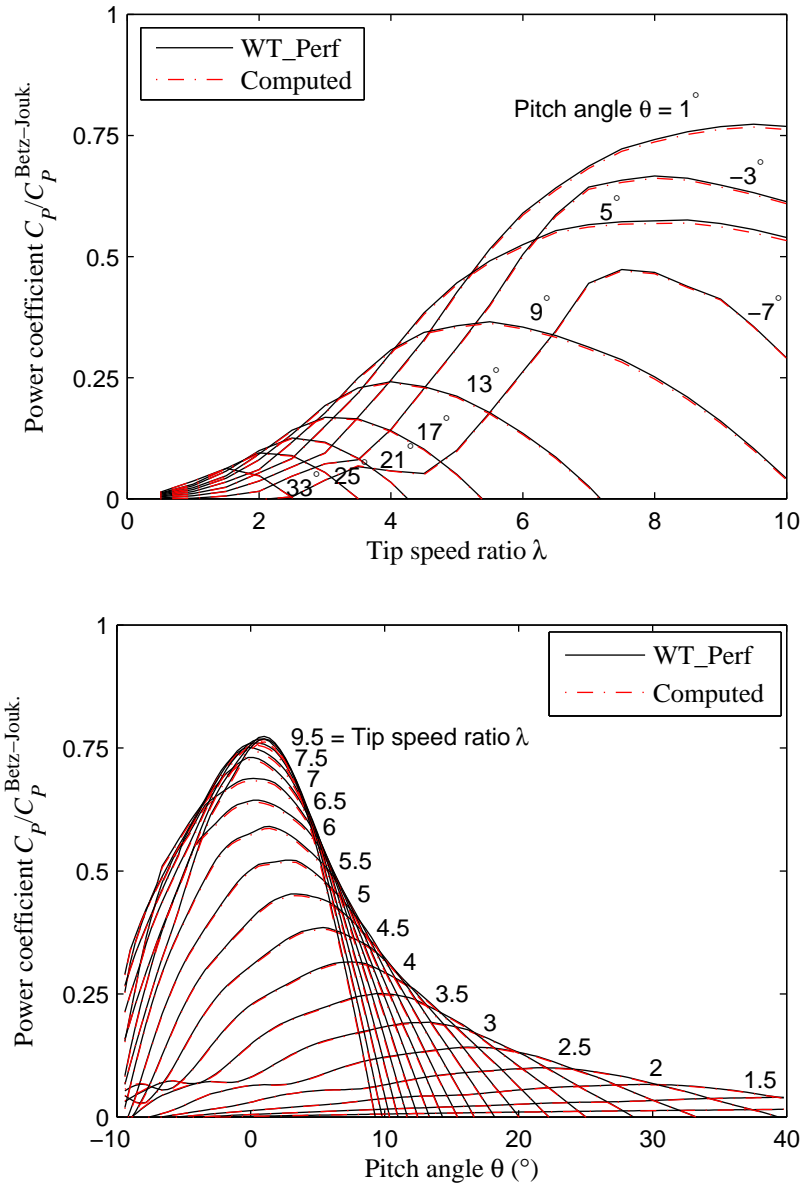 1
WT_Perf
Computed
Pitch angle θ = 1°
0.75
−3°
5°
0.5
Power coefficient C_P/C_P^Betz−Jouk.
−7°
9°
0.25
13°
17°
21°
25°
33°
0
0 2 4 6 8 10
Tip speed ratio λ
1
WT_Perf
Computed
9.5 = Tip speed ratio λ
0.75
7.5
7
6.5
6
5.5
0.5
5
Power coefficient C_P/C_P^Betz−Jouk.
4.5
4
3.5
0.25
3
2.5
2
1.5
0
−10 0 10 20 30 40
Pitch angle θ (°)